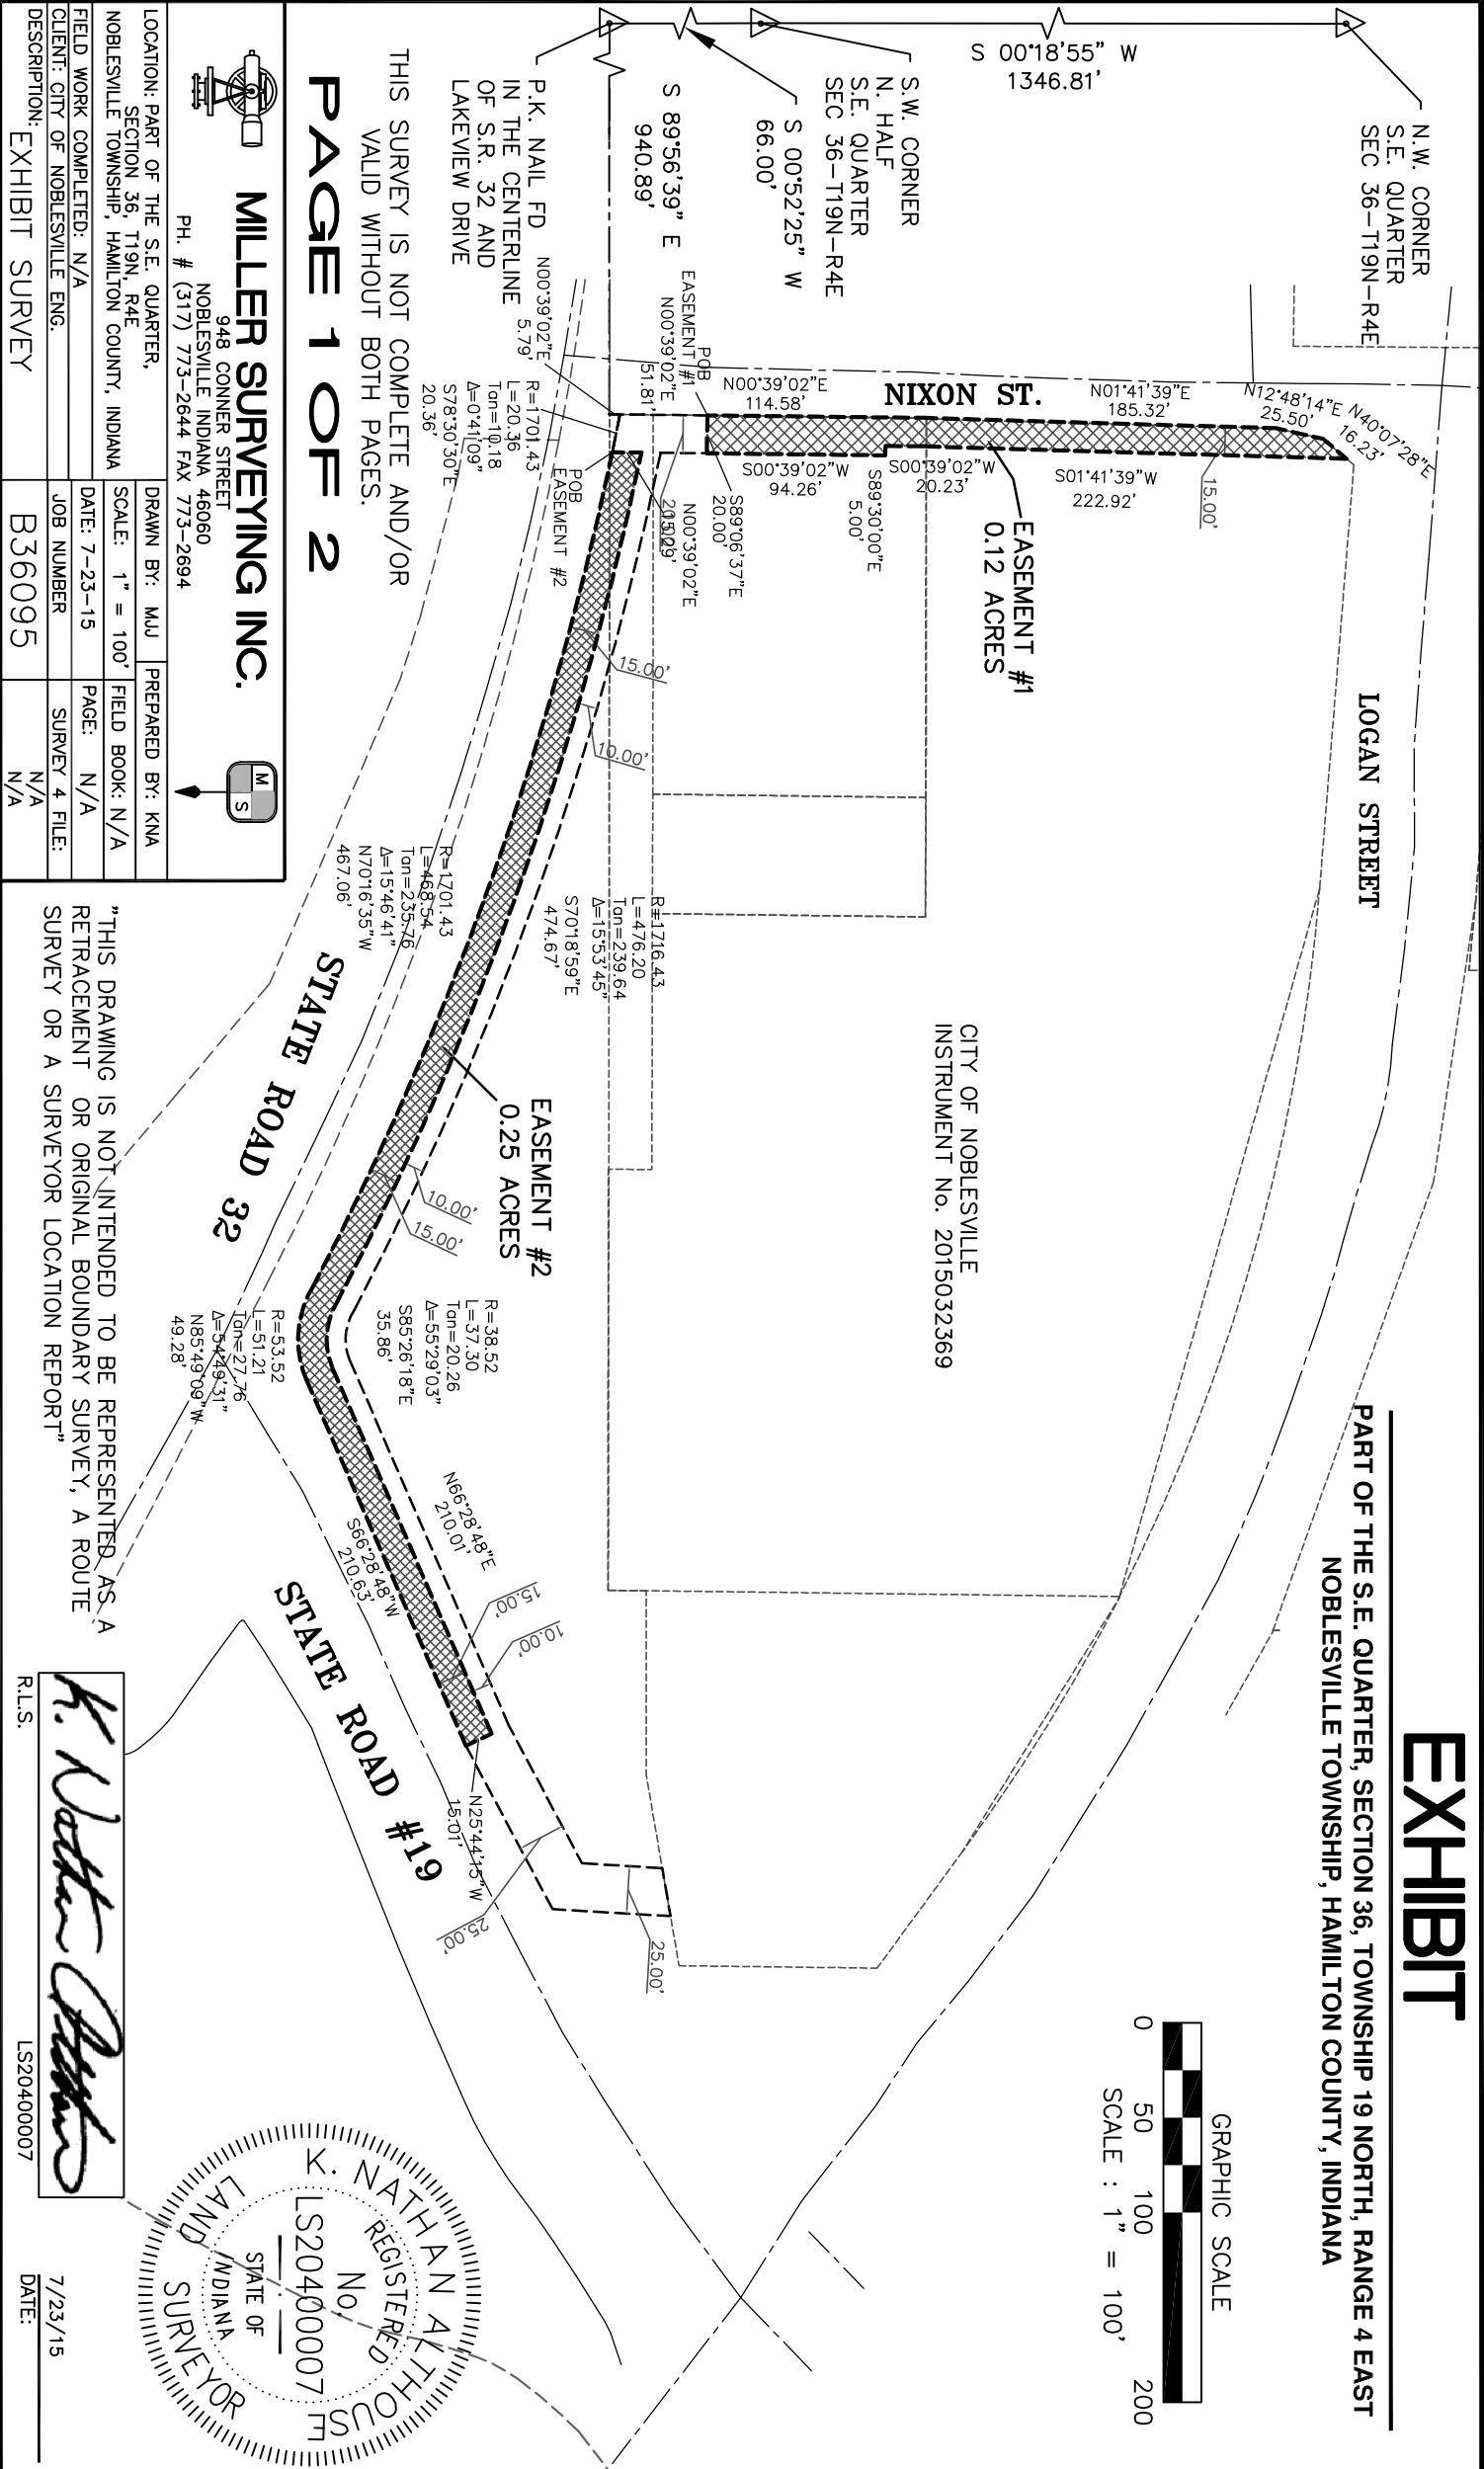 EXHIBIT
PART OF THE S.E. QUARTER, SECTION 36, TOWNSHIP 19 NORTH, RANGE 4 EAST
NOBLESVILLE TOWNSHIP, HAMILTON COUNTY, INDIANA
GRAPHIC SCALE
0 50 100 200
SCALE : 1" = 100'
N.W. CORNER
S.E. QUARTER
SEC 36-T19N-R4E
S 00°18'55" W
1346.81'
S.W. CORNER
N. HALF
S.E. QUARTER
SEC 36-T19N-R4E
S 00°52'25" W
66.00'
S 89°56'39" E
940.89'
P.K. NAIL FD
IN THE CENTERLINE
OF S.R. 32 AND
LAKEVIEW DRIVE
LOGAN STREET
NIXON ST.
N40°07'28"E
16.23'
N12°48'14"E
25.50'
N01°41'39"E
185.32'
N00°39'02"E
114.58'
15.00'
S01°41'39"W
222.92'
S00°39'02"W
20.23'
S89°30'00"E
5.00'
S00°39'02"W
94.26'
S89°06'37"E
20.00'
EASEMENT #1
0.12 ACRES
POB
EASEMENT #1
N00°39'02"E
51.81'
20.00'
N00°39'02"E
15.29'
N00°39'02"E
5.79'
R=1701.43
L=20.36
Tan=10.18
Δ=0°41'09"
S78°30'30"E
20.36'
POB
EASEMENT #2
15.00'
10.00'
CITY OF NOBLESVILLE
INSTRUMENT No. 2015032369
R=1716.43
L=476.20
Tan=239.64
Δ=15°53'45"
S70°18'59"E
474.67'
R=1701.43
L=468.54
Tan=235.76
Δ=15°46'41"
N70°16'35"W
467.06'
EASEMENT #2
0.25 ACRES
10.00'
15.00'
STATE ROAD 32
R=38.52
L=37.30
Tan=20.26
Δ=55°29'03"
S85°26'18"E
35.86'
R=53.52
L=51.21
Tan=27.76
Δ=54°49'31"
N85°49'09"W
49.28'
N66°28'48"E
210.01'
S66°28'48"W
210.63'
15.00'
10.00'
STATE ROAD #19
N25°44'15"W
15.01'
25.00'
25.00'
THIS SURVEY IS NOT COMPLETE AND/OR
VALID WITHOUT BOTH PAGES.
PAGE 1 OF 2
MILLER SURVEYING INC.
948 CONNER STREET
NOBLESVILLE INDIANA 46060
PH. # (317) 773-2644 FAX 773-2694
M
S
LOCATION: PART OF THE S.E. QUARTER,
SECTION 36, T19N, R4E
NOBLESVILLE TOWNSHIP, HAMILTON COUNTY, INDIANA
FIELD WORK COMPLETED: N/A
CLIENT: CITY OF NOBLESVILLE ENG.
DESCRIPTION: EXHIBIT SURVEY
DRAWN BY: MJJ
PREPARED BY: KNA
SCALE: 1" = 100'
FIELD BOOK: N/A
DATE: 7-23-15
PAGE: N/A
JOB NUMBER
B36095
SURVEY 4 FILE:
N/A
N/A
"THIS DRAWING IS NOT INTENDED TO BE REPRESENTED AS A
RETRACEMENT OR ORIGINAL BOUNDARY SURVEY, A ROUTE
SURVEY OR A SURVEYOR LOCATION REPORT"
K. Nathan Althouse
R.L.S.
LS20400007
K. NATHAN ALTHOUSE
REGISTERED
No.
LS20400007
STATE OF
INDIANA
LAND SURVEYOR
7/23/15
DATE: